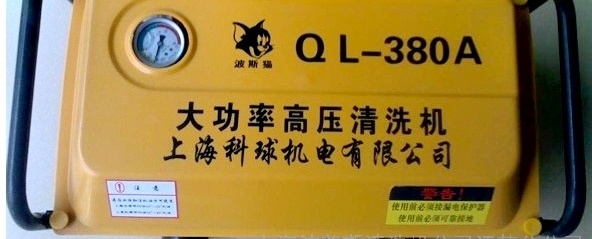 波斯猫
QL-380A
大功率高压清洗机
上海科球机电有限公司
注 意
警告!
使用前必须接漏电保护器
使用前必须可靠接地